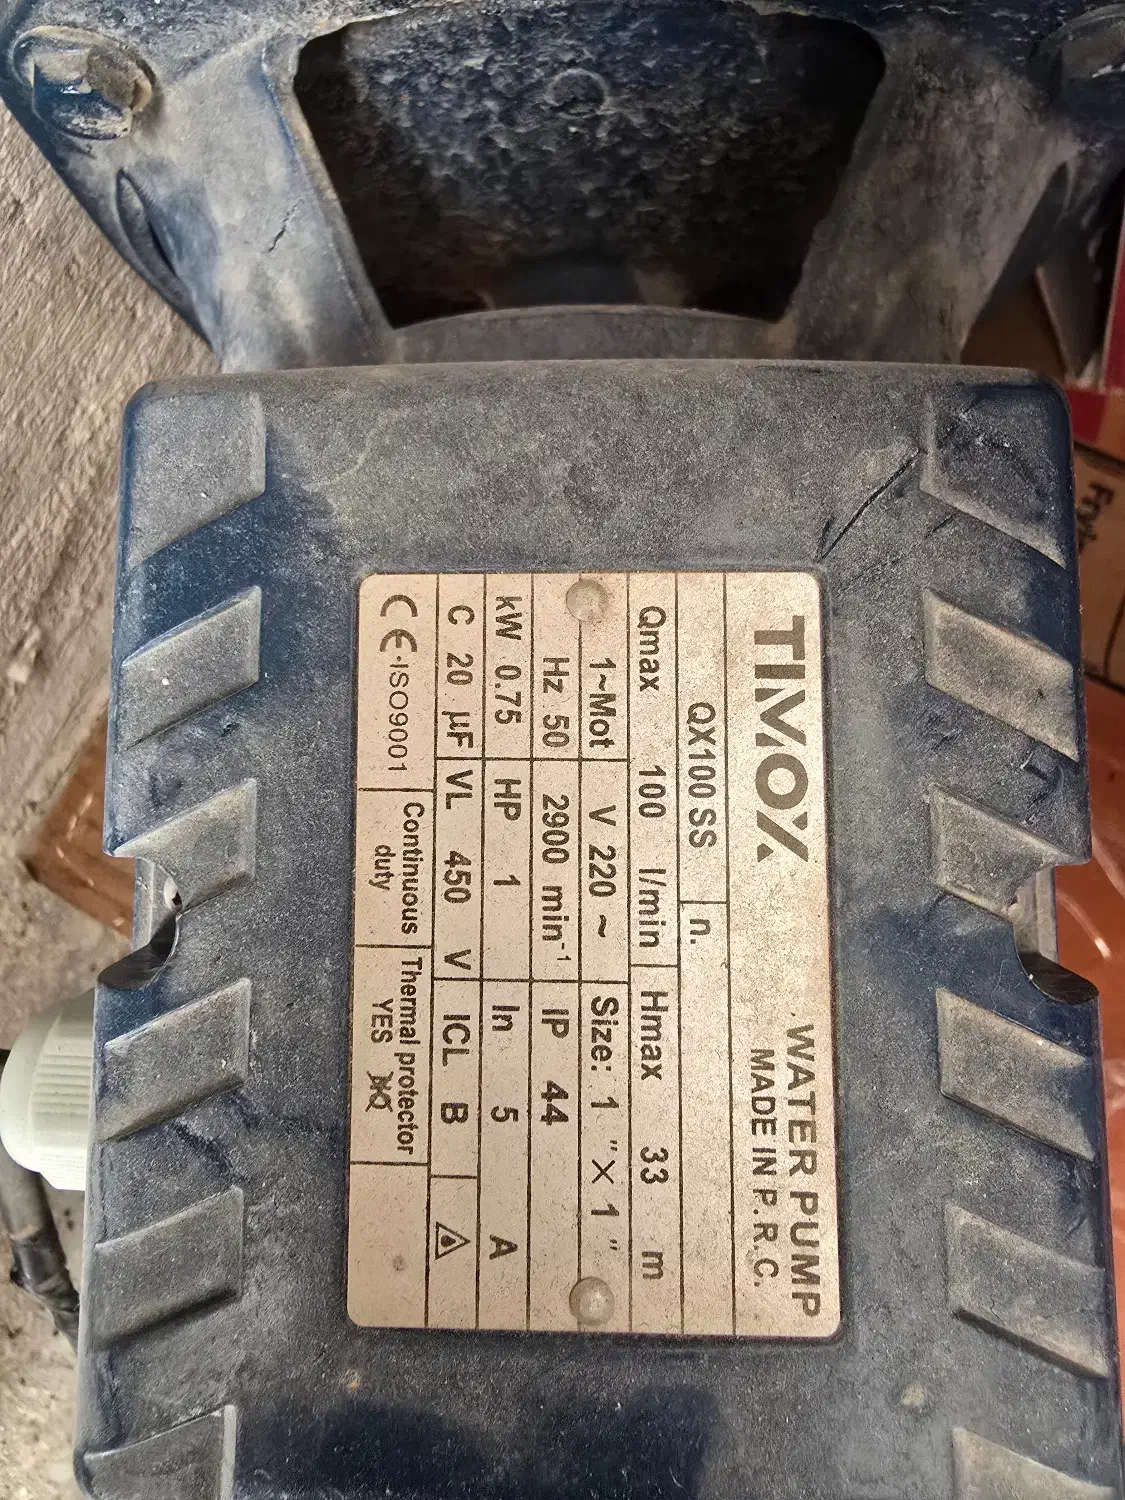 TIMOX WATER PUMP
MADE IN P.R.C.
QX100 SS n.
Qmax 100 l/min Hmax 33 m
1~Mot V 220 ~ Size: 1 "×1 "
Hz 50 2900 min⁻¹ IP 44
kW 0.75 HP 1 In 5 A
C 20 µF VL 450 V ICL B
CE·ISO9001 Continuous duty Thermal protector YES